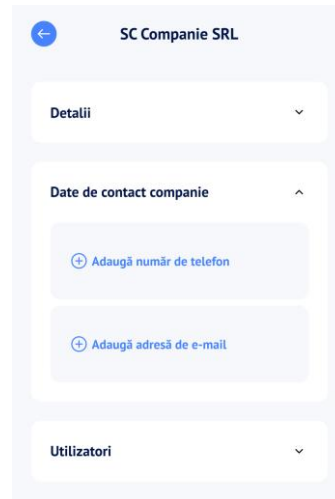 SC Companie SRL
Detalii
Date de contact companie
Adaugă număr de telefon
Adaugă adresă de e-mail
Utilizatori